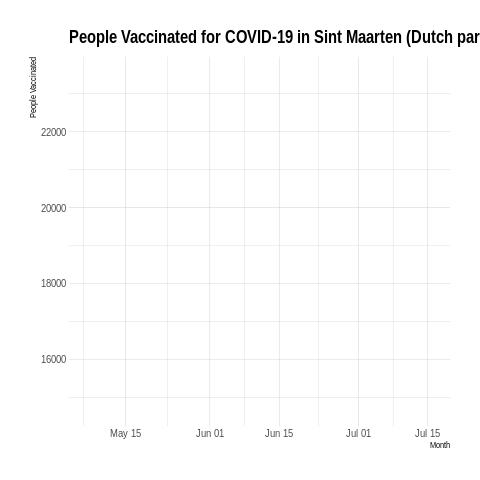 People Vaccinated for COVID-19 in Sint Maarten (Dutch par
People Vaccinated
22000
20000
18000
16000
May 15
Jun 01
Jun 15
Jul 01
Jul 15
Month